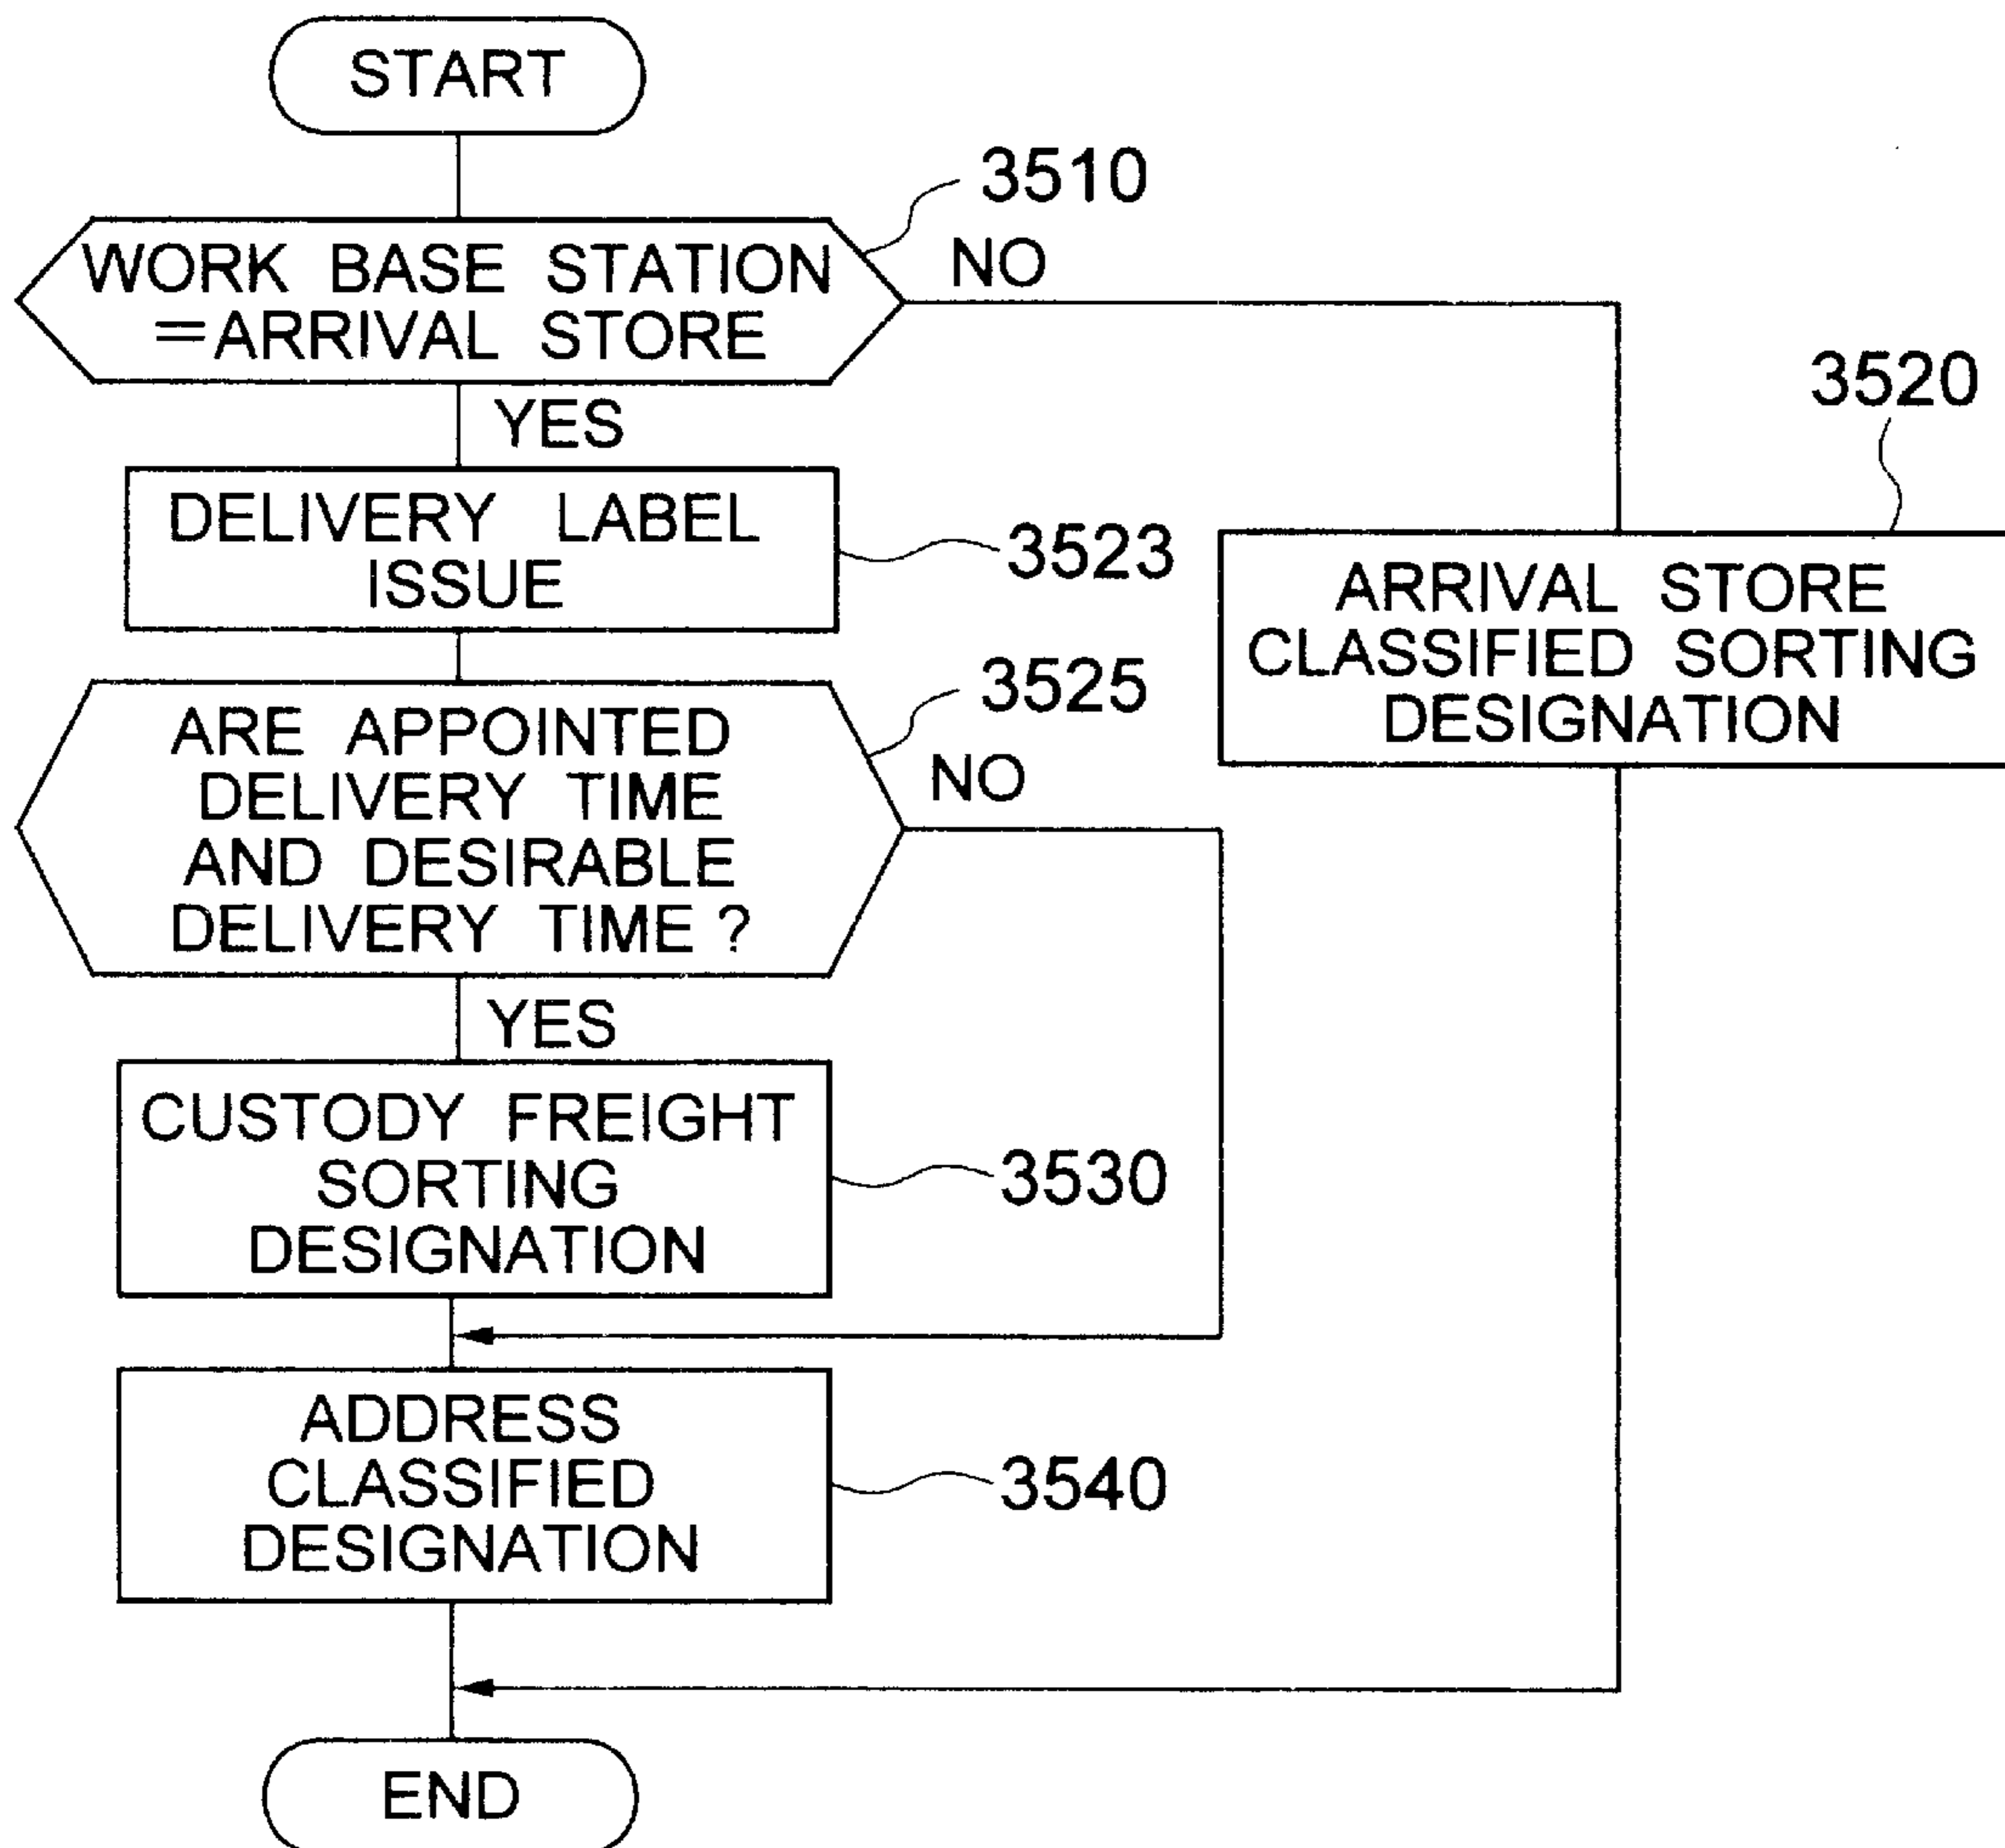 START
3510
WORK BASE STATION
=ARRIVAL STORE
NO
YES
3520
DELIVERY LABEL
ISSUE
3523
ARRIVAL STORE
CLASSIFIED SORTING
DESIGNATION
3525
ARE APPOINTED
DELIVERY TIME
AND DESIRABLE
DELIVERY TIME ?
NO
YES
CUSTODY FREIGHT
SORTING
DESIGNATION
3530
ADDRESS
CLASSIFIED
DESIGNATION
3540
END